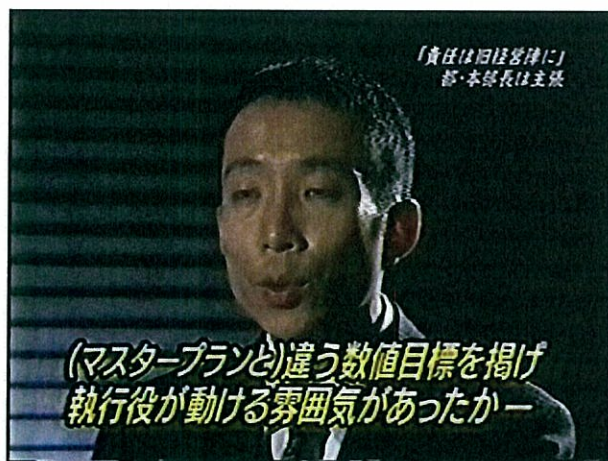 「責任は旧経営陣に」
都・本部長は主張
(マスタープランと)違う数値目標を掲げ
執行役が動ける雰囲気があったかー